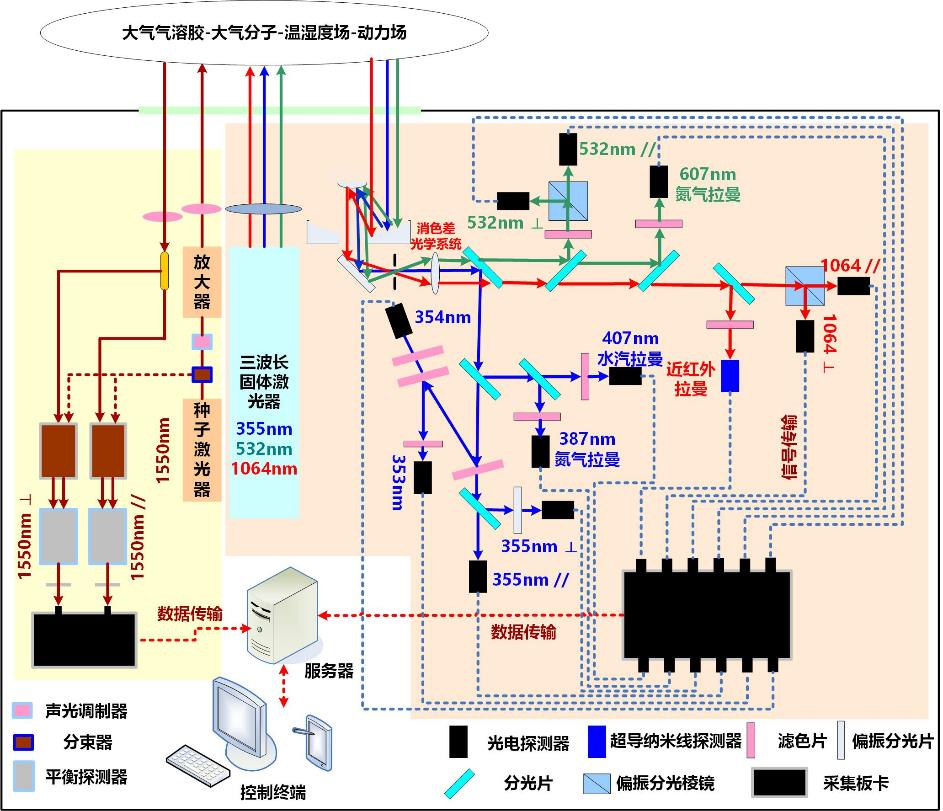 大气气溶胶-大气分子-温湿度场-动力场
532nm //
607nm
氮气拉曼
532nm ⊥
消色差
光学系统
放大器
1064 //
354nm
407nm
水汽拉曼
近红外
拉曼
1064 ⊥
三波长
固体激
光器
355nm
532nm
1064nm
种子激光器
1550nm
387nm
氮气拉曼
353nm
信号传输
1550nm ⊥
1550nm //
355nm ⊥
355nm //
数据传输
数据传输
服务器
声光调制器
分束器
平衡探测器
控制终端
光电探测器
超导纳米线探测器
滤色片
偏振分光片
分光片
偏振分光棱镜
采集板卡